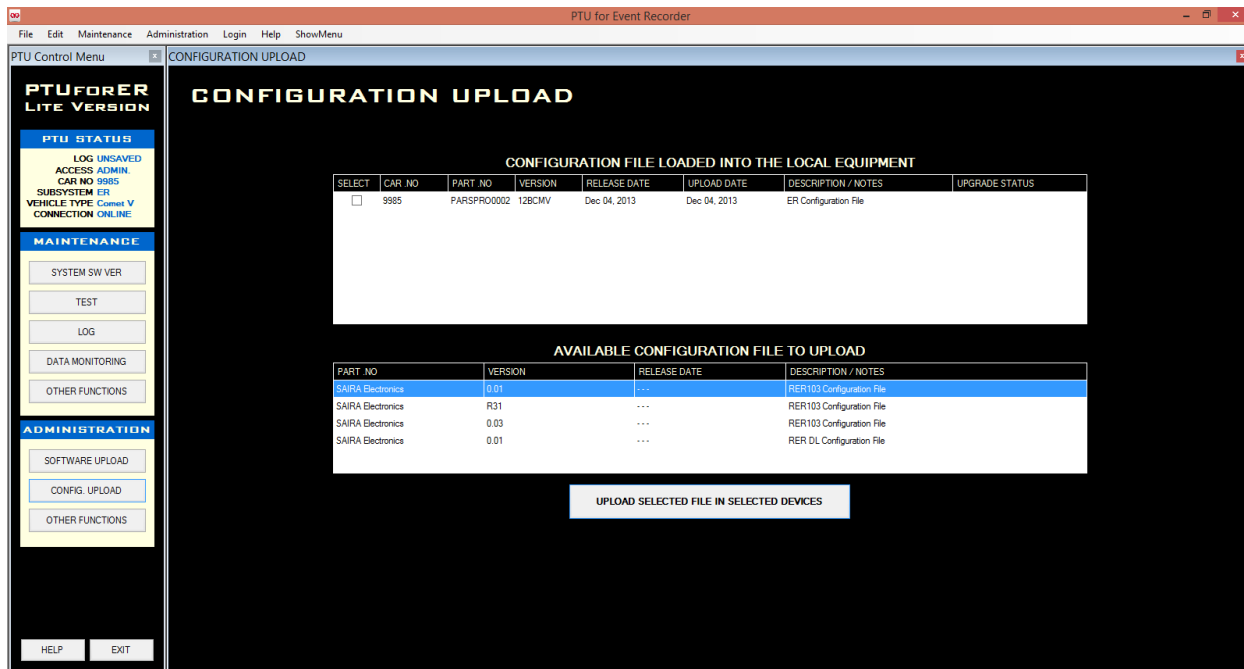 PTU for Event Recorder
File Edit Maintenance Administration Login Help ShowMenu
PTU Control Menu
CONFIGURATION UPLOAD
PTUforER
Lite Version
PTU STATUS
LOG UNSAVED
ACCESS ADMIN.
CAR NO 9985
SUBSYSTEM ER
VEHICLE TYPE Comet V
CONNECTION ONLINE
MAINTENANCE
SYSTEM SW VER
TEST
LOG
DATA MONITORING
OTHER FUNCTIONS
ADMINISTRATION
SOFTWARE UPLOAD
CONFIG. UPLOAD
OTHER FUNCTIONS
HELP EXIT
CONFIGURATION UPLOAD
CONFIGURATION FILE LOADED INTO THE LOCAL EQUIPMENT
SELECT CAR .NO PART .NO VERSION RELEASE DATE UPLOAD DATE DESCRIPTION / NOTES UPGRADE STATUS
9985 PARSPRO0002 12BCMV Dec 04, 2013 Dec 04, 2013 ER Configuration File
AVAILABLE CONFIGURATION FILE TO UPLOAD
PART .NO VERSION RELEASE DATE DESCRIPTION / NOTES
SAIRA Electronics 0.01 - - - RER103 Configuration File
SAIRA Electronics R31 - - - RER103 Configuration File
SAIRA Electronics 0.03 - - - RER103 Configuration File
SAIRA Electronics 0.01 - - - RER DL Configuration File
UPLOAD SELECTED FILE IN SELECTED DEVICES